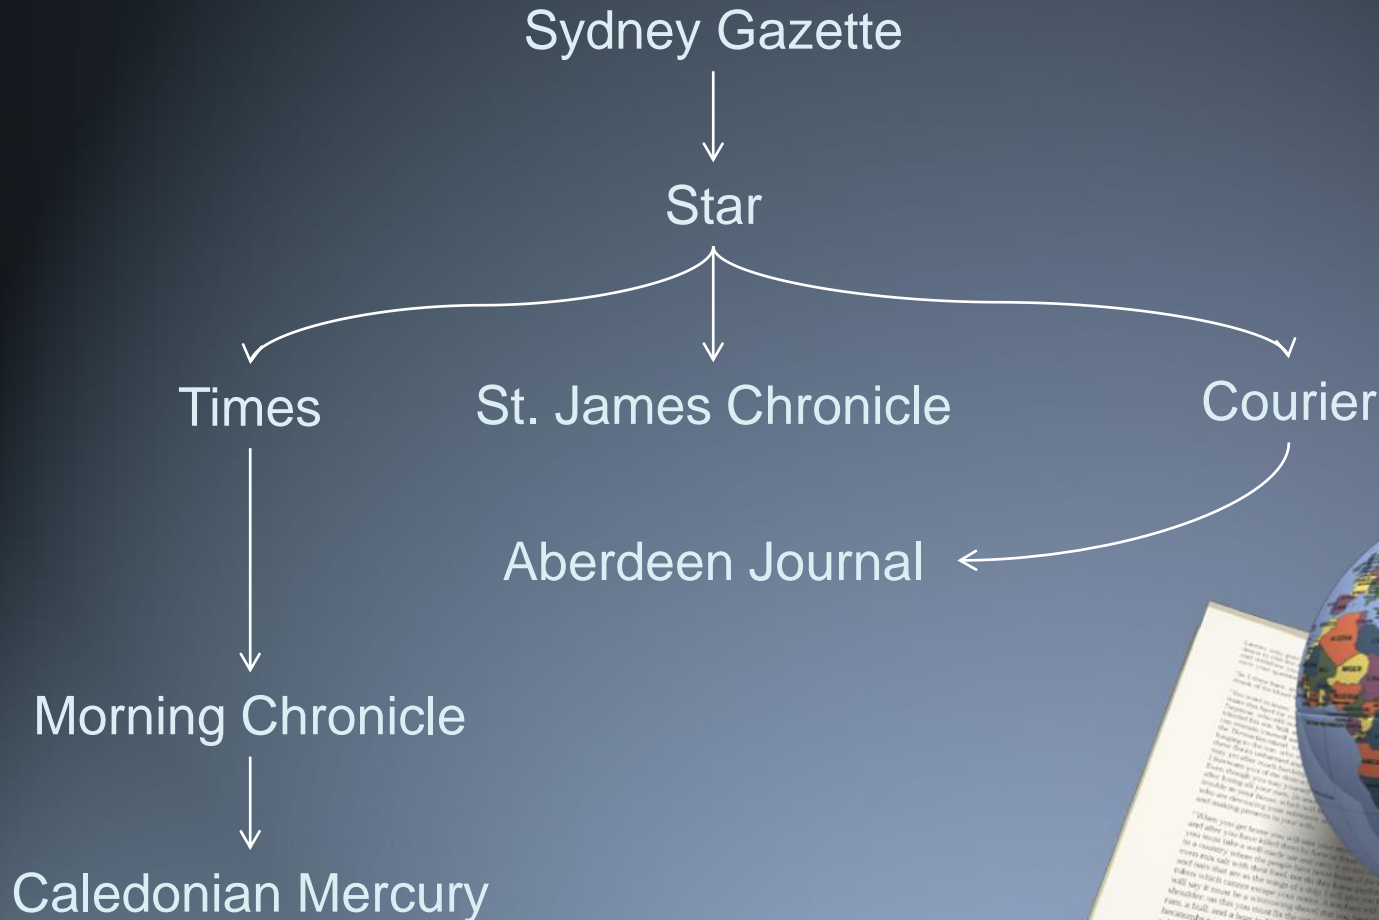 Sydney Gazette
Star
Times
St. James Chronicle
Courier
Aberdeen Journal
Morning Chronicle
Caledonian Mercury